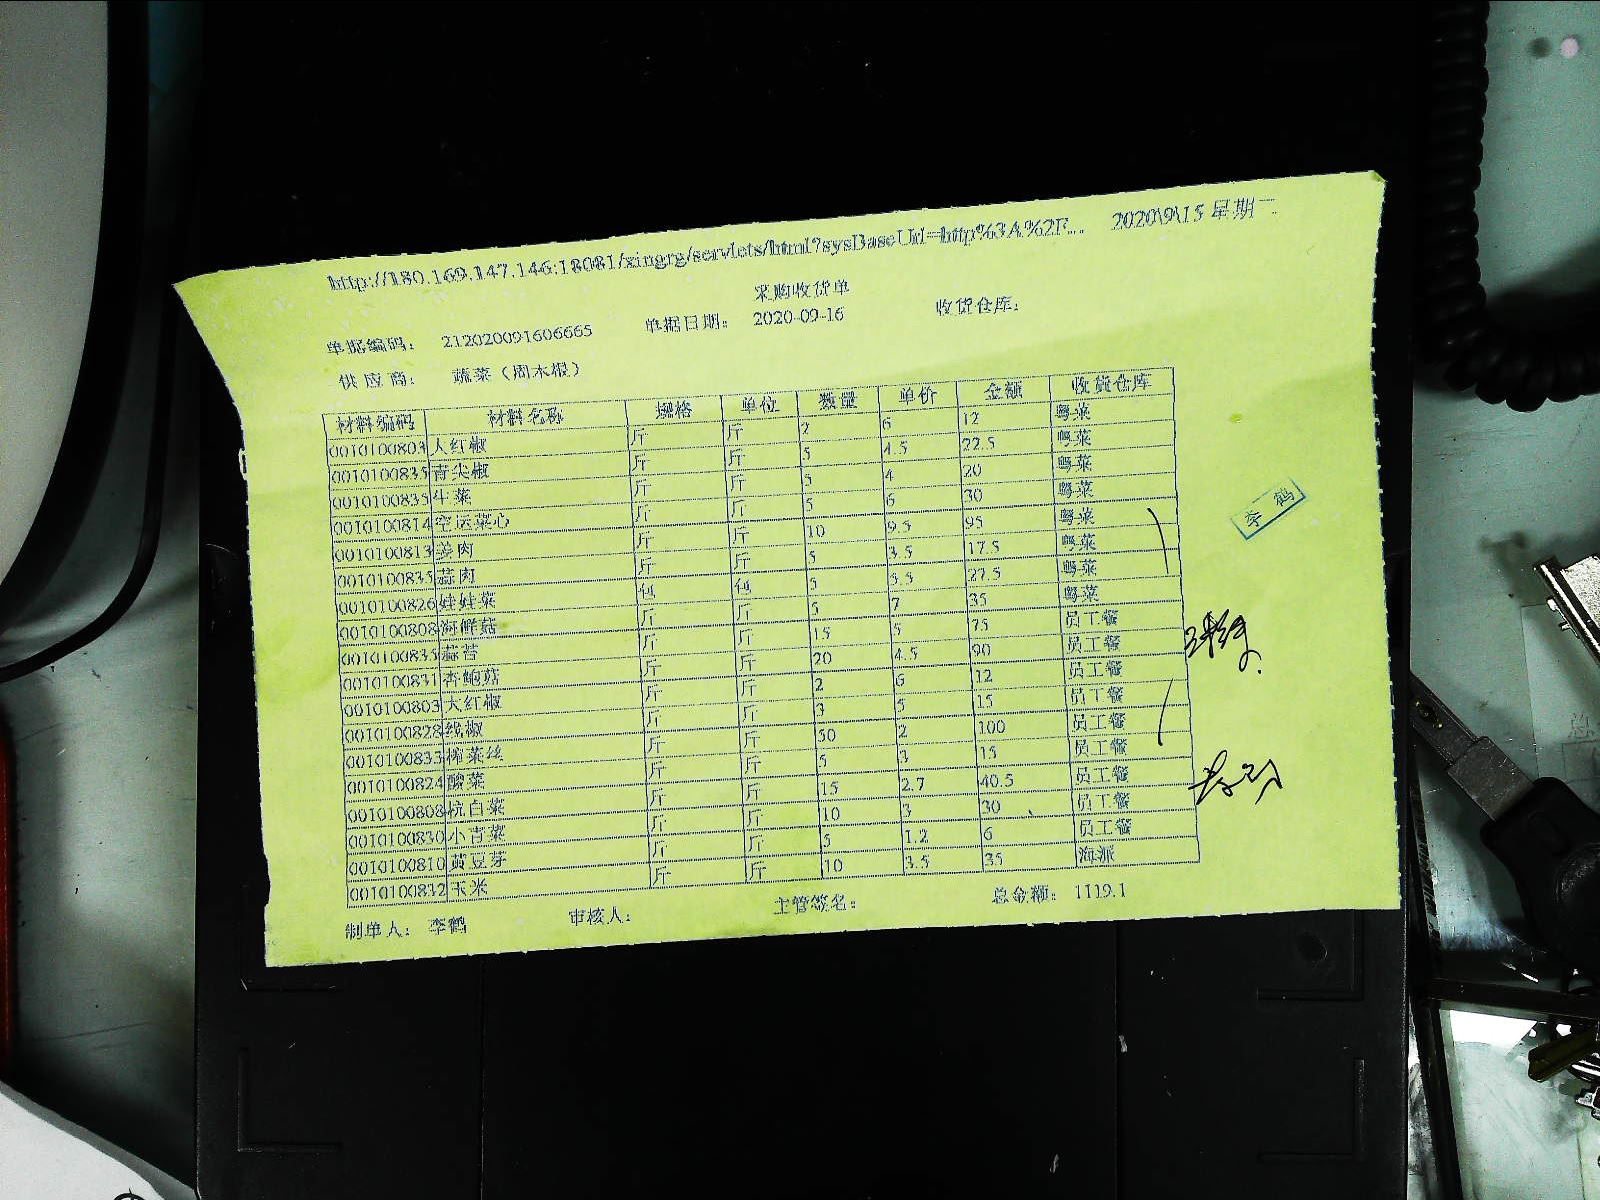 http://180.169.147.146:18081/xingrg/servlets/html?sysBaseUrl=http%3A%2F... 2020\9\15 星期二
采购收货单
单据编码: 212020091606665 单据日期: 2020-09-16 收货仓库:
供应商: 蔬菜(周木根)
材料编码 材料名称 规格 单位 数量 单价 金额 收货仓库
0010100803 大红椒 斤 斤 2 6 12 粤菜
0010100835 青尖椒 斤 斤 5 4.5 22.5 粤菜
0010100835 生菜 斤 斤 5 4 20 粤菜
0010100814 空运菜心 斤 斤 5 6 30 粤菜
0010100813 姜肉 斤 斤 10 9.5 95 粤菜
0010100835 蒜肉 斤 斤 5 3.5 17.5 粤菜
0010100826 娃娃菜 包 包 5 5.5 27.5 粤菜
0010100808 海鲜菇 斤 斤 5 7 35 粤菜
0010100835 蒜苔 斤 斤 15 5 75 员工餐
0010100831 杏鲍菇 斤 斤 20 4.5 90 员工餐
0010100803 大红椒 斤 斤 2 6 12 员工餐
0010100828 线椒 斤 斤 3 5 15 员工餐
0010100833 榨菜丝 斤 斤 50 2 100 员工餐
0010100824 酸菜 斤 斤 5 3 15 员工餐
0010100808 杭白菜 斤 斤 15 2.7 40.5 员工餐
0010100830 小青菜 斤 斤 10 3 30 员工餐
0010100810 黄豆芽 斤 斤 5 1.2 6 员工餐
0010100832 玉米 斤 斤 10 3.5 35 海派
制单人: 李鹤 审核人: 主管签名: 总金额: 1119.1
李鹤